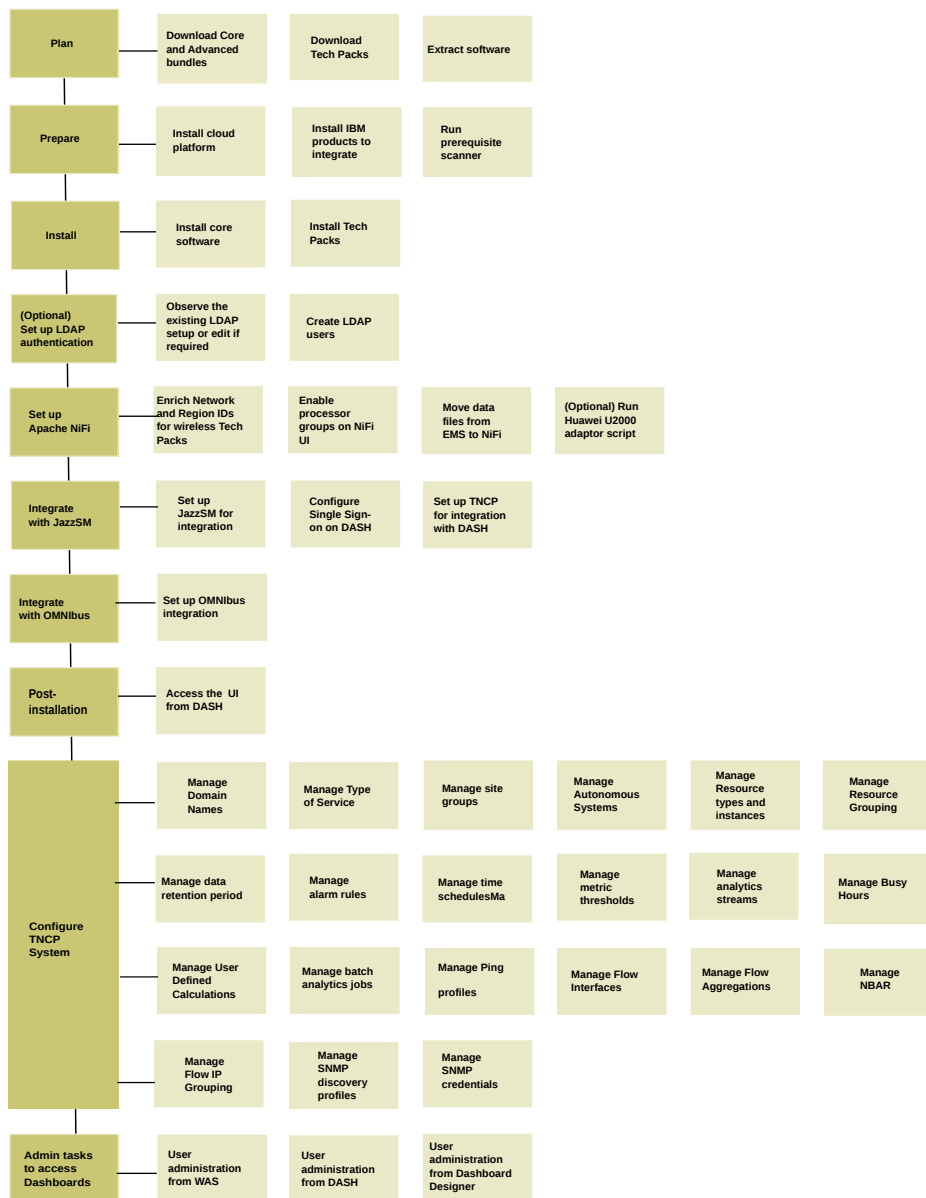 Plan
Download Core
and Advanced
bundles
Download
Tech Packs
Extract software
Prepare
Install cloud
platform
Install IBM
products to
integrate
Run
prerequisite
scanner
Install
Install core
software
Install Tech
Packs
(Optional)
Set up LDAP
authentication
Observe the
existing LDAP
setup or edit if
required
Create LDAP
users
Set up
Apache NiFi
Enrich Network
and Region IDs
for wireless Tech
Packs
Enable
processor
groups on NiFi
UI
Move data
files from
EMS to NiFi
(Optional) Run
Huawei U2000
adaptor script
Integrate
with JazzSM
Set up
JazzSM for
integration
Configure
Single Sign-
on on DASH
Set up TNCP
for integration
with DASH
Integrate
with OMNIbus
Set up OMNIbus
integration
Post-
installation
Access the  UI
from DASH
Configure
TNCP
System
Manage
Domain
Names
Manage Type
of Service
Manage site
groups
Manage
Autonomous
Systems
Manage
Resource
types and
instances
Manage
Resource
Grouping
Manage data
retention period
Manage
alarm rules
Manage time
schedulesMa
Manage
metric
thresholds
Manage
analytics
streams
Manage Busy
Hours
Manage User
Defined
Calculations
Manage batch
analytics jobs
Manage Ping
profiles
Manage Flow
Interfaces
Manage Flow
Aggregations
Manage
NBAR
Manage
Flow IP
Grouping
Manage
SNMP
discovery
profiles
Manage
SNMP
credentials
Admin tasks
to access
Dashboards
User
administration
from WAS
User
administration
from DASH
User
administration
from Dashboard
Designer